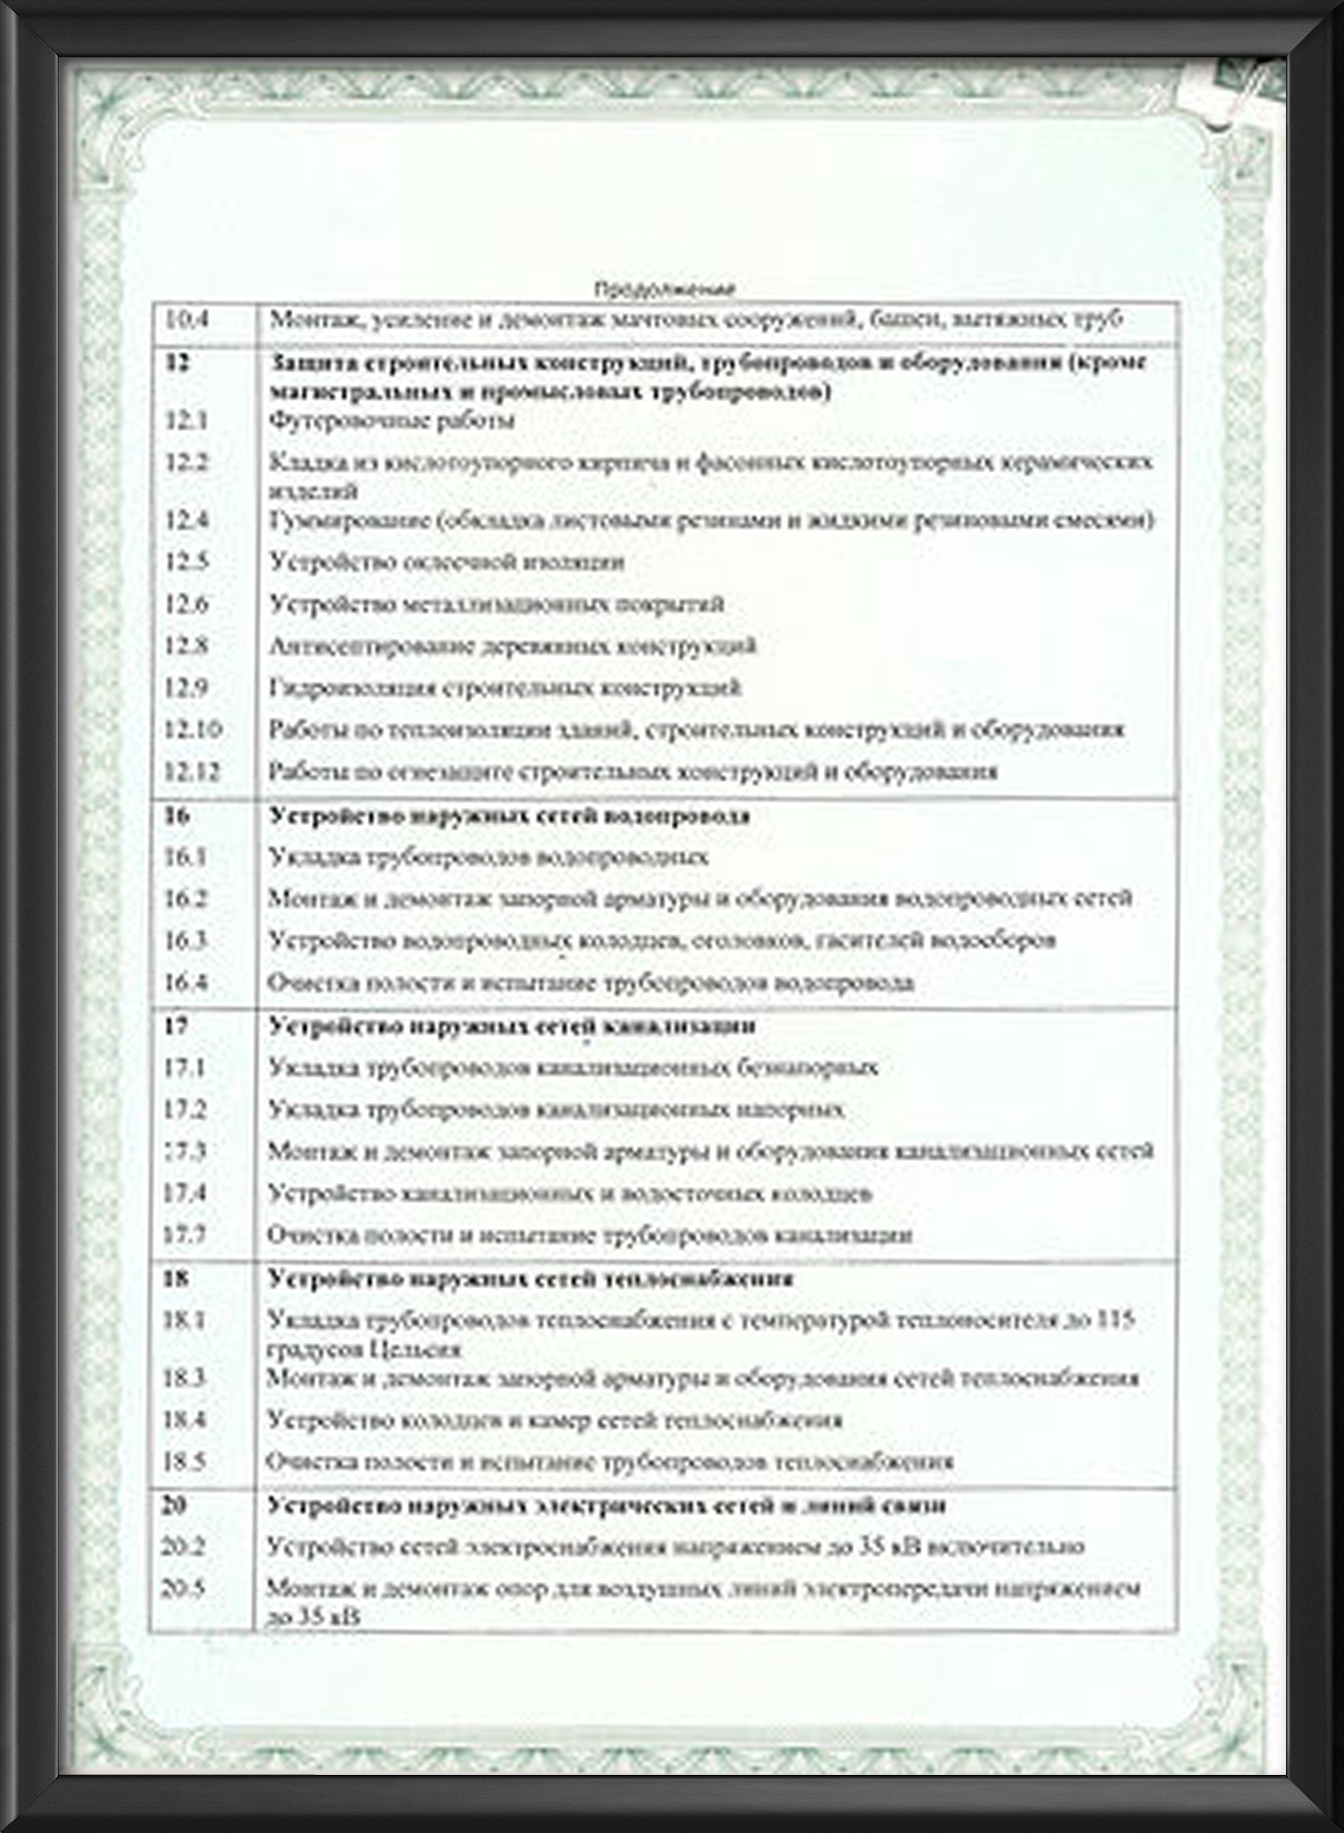 Продолжение
10.4 Монтаж, усиление и демонтаж мачтовых сооружений, башен, вытяжных труб
12 Защита строительных конструкций, трубопроводов и оборудования (кроме
магистральных и промысловых трубопроводов)
12.1 Футеровочные работы
12.2 Кладка из кислотоупорного кирпича и фасонных кислотоупорных керамических
изделий
12.4 Гуммирование (обкладка листовыми резинами и жидкими резиновыми смесями)
12.5 Устройство оклеечной изоляции
12.6 Устройство металлизационных покрытий
12.8 Антисептирование деревянных конструкций
12.9 Гидроизоляция строительных конструкций
12.10 Работы по теплоизоляции зданий, строительных конструкций и оборудования
12.12 Работы по огнезащите строительных конструкций и оборудования
16 Устройство наружных сетей водопровода
16.1 Укладка трубопроводов водопроводных
16.2 Монтаж и демонтаж запорной арматуры и оборудования водопроводных сетей
16.3 Устройство водопроводных колодцев, оголовков, гасителей водосборов
16.4 Очистка полости и испытание трубопроводов водопровода
17 Устройство наружных сетей канализации
17.1 Укладка трубопроводов канализационных безнапорных
17.2 Укладка трубопроводов канализационных напорных
17.3 Монтаж и демонтаж запорной арматуры и оборудования канализационных сетей
17.4 Устройство канализационных и водосточных колодцев
17.7 Очистка полости и испытание трубопроводов канализации
18 Устройство наружных сетей теплоснабжения
18.1 Укладка трубопроводов теплоснабжения с температурой теплоносителя до 115
градусов Цельсия
18.3 Монтаж и демонтаж запорной арматуры и оборудования сетей теплоснабжения
18.4 Устройство колодцев и камер сетей теплоснабжения
18.5 Очистка полости и испытание трубопроводов теплоснабжения
20 Устройство наружных электрических сетей и линий связи
20.2 Устройство сетей электроснабжения напряжением до 35 кВ включительно
20.5 Монтаж и демонтаж опор для воздушных линий электропередачи напряжением
до 35 кВ